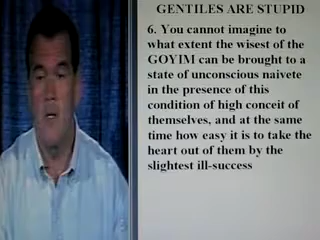 GENTILES ARE STUPID
6. You cannot imagine to
what extent the wisest of the
GOYIM can be brought to a
state of unconscious naivete
in the presence of this
condition of high conceit of
themselves, and at the same
time how easy it is to take the
heart out of them by the
slightest ill-success